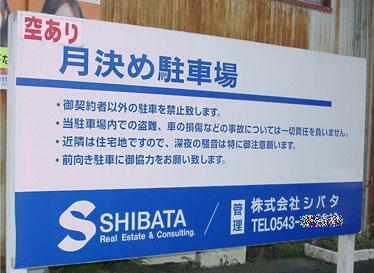 空あり
月決め駐車場
・御契約者以外の駐車を禁止致します。
・当駐車場内での盗難、車の損傷などの事故については一切責任を負いません。
・近隣は住宅地ですので、深夜の騒音は特に御注意願います。
・前向き駐車に御協力をお願い致します。
SHIBATA
Real Estate & Consulting.
管理
株式会社 シバタ
TEL0543-